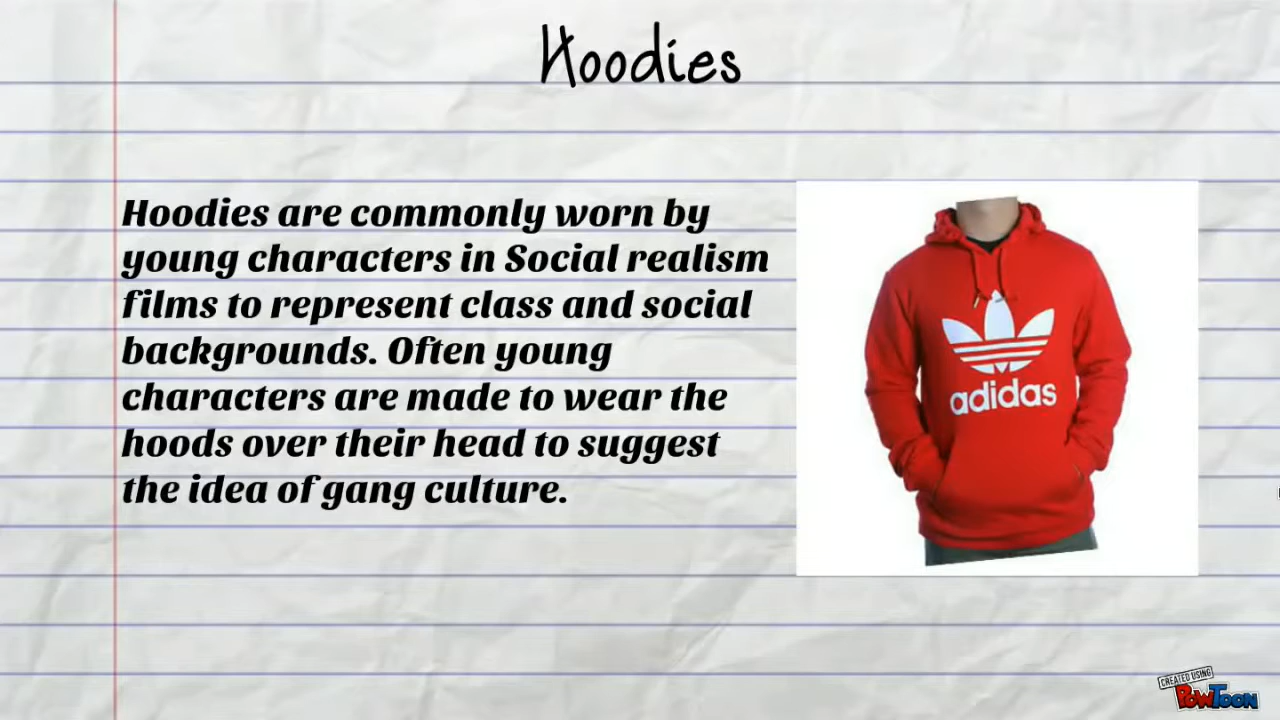 Hoodies
Hoodies are commonly worn by
young characters in Social realism
films to represent class and social
backgrounds. Often young
characters are made to wear the
hoods over their head to suggest
the idea of gang culture.
adidas
CREATED USING
POWTOON